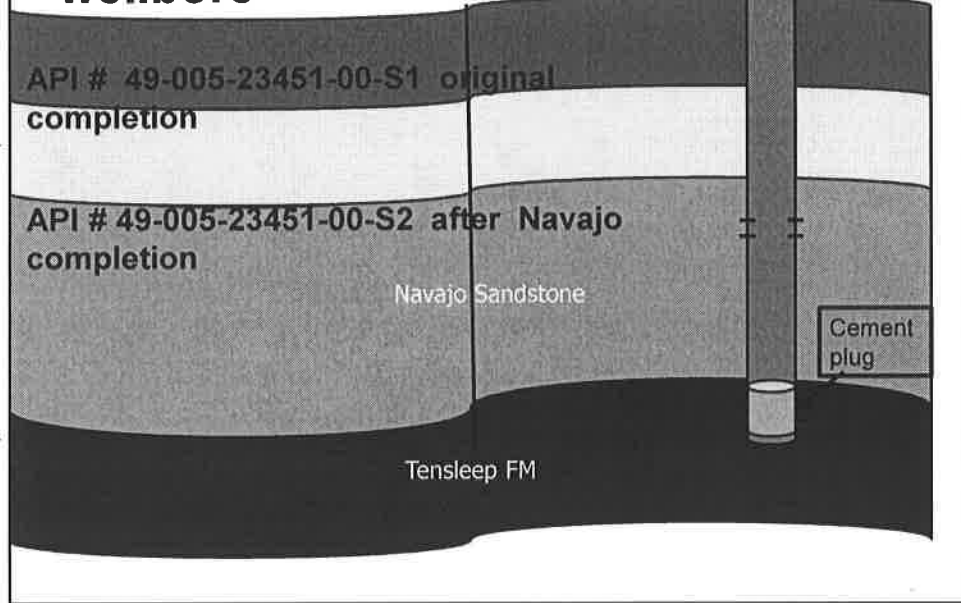 wellbore
API # 49-005-23451-00-S1 original
completion
API # 49-005-23451-00-S2 after Navajo
completion
Navajo Sandstone
Cement
plug
Tensleep FM